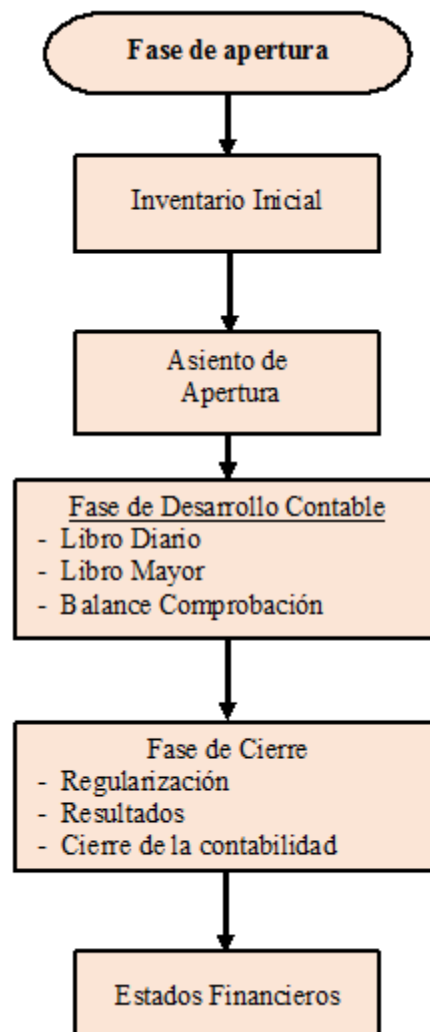 Fase de apertura
Inventario Inicial
Asiento de
Apertura
Fase de Desarrollo Contable
- Libro Diario
- Libro Mayor
- Balance Comprobación
Fase de Cierre
- Regularización
- Resultados
- Cierre de la contabilidad
Estados Financieros